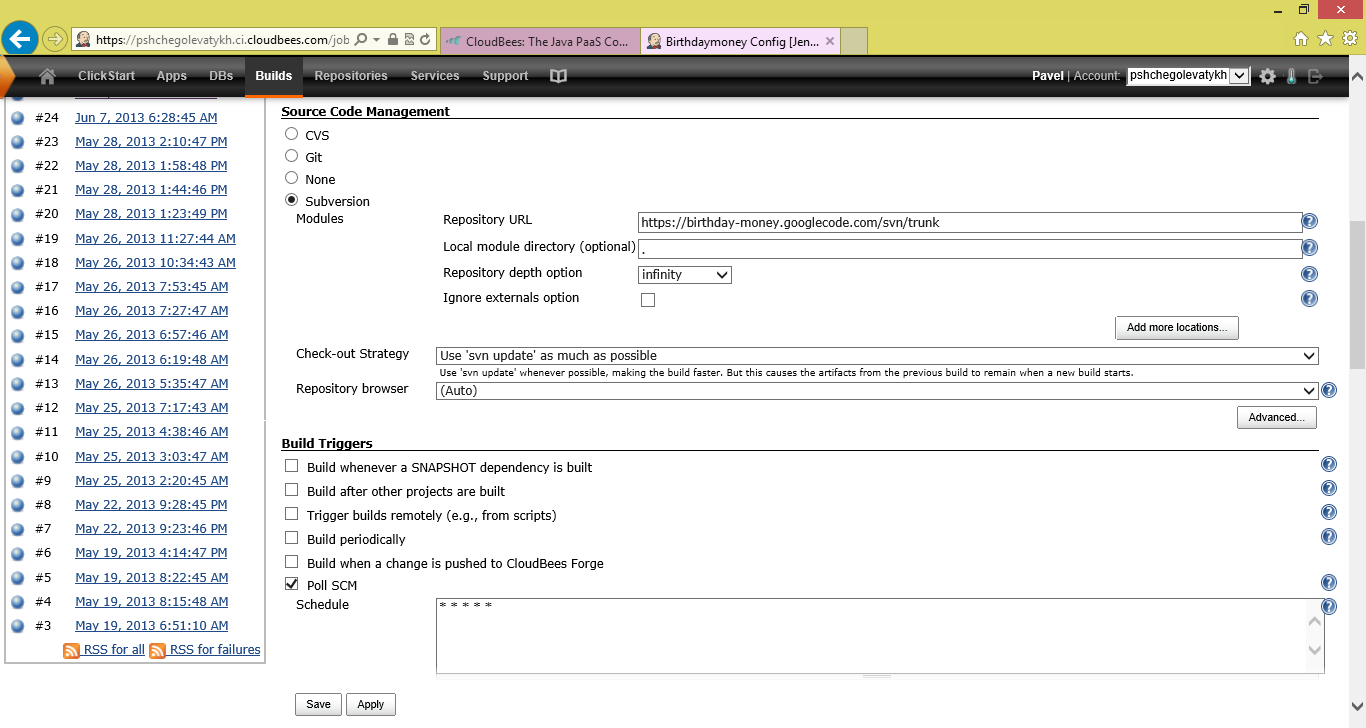 https://pshchegolevatykh.ci.cloudbees.com/job
CloudBees: The Java PaaS Co...
Birthdaymoney Config [Jen...
ClickStart Apps DBs Builds Repositories Services Support
Pavel | Account: pshchegolevatykh
#24 Jun 7, 2013 6:28:45 AM
#23 May 28, 2013 2:10:47 PM
#22 May 28, 2013 1:58:48 PM
#21 May 28, 2013 1:44:46 PM
#20 May 28, 2013 1:23:49 PM
#19 May 26, 2013 11:27:44 AM
#18 May 26, 2013 10:34:43 AM
#17 May 26, 2013 7:53:45 AM
#16 May 26, 2013 7:27:47 AM
#15 May 26, 2013 6:57:46 AM
#14 May 26, 2013 6:19:48 AM
#13 May 26, 2013 5:35:47 AM
#12 May 25, 2013 7:17:43 AM
#11 May 25, 2013 4:38:46 AM
#10 May 25, 2013 3:03:47 AM
#9 May 25, 2013 2:20:45 AM
#8 May 22, 2013 9:28:45 PM
#7 May 22, 2013 9:23:46 PM
#6 May 19, 2013 4:14:47 PM
#5 May 19, 2013 8:22:45 AM
#4 May 19, 2013 8:15:48 AM
#3 May 19, 2013 6:51:10 AM
RSS for all RSS for failures
Source Code Management
CVS
Git
None
Subversion
Modules
Repository URL https://birthday-money.googlecode.com/svn/trunk
Local module directory (optional) .
Repository depth option infinity
Ignore externals option
Add more locations...
Check-out Strategy Use 'svn update' as much as possible
Use 'svn update' whenever possible, making the build faster. But this causes the artifacts from the previous build to remain when a new build starts.
Repository browser (Auto)
Advanced...
Build Triggers
Build whenever a SNAPSHOT dependency is built
Build after other projects are built
Trigger builds remotely (e.g., from scripts)
Build periodically
Build when a change is pushed to CloudBees Forge
Poll SCM
Schedule * * * * *
Save Apply